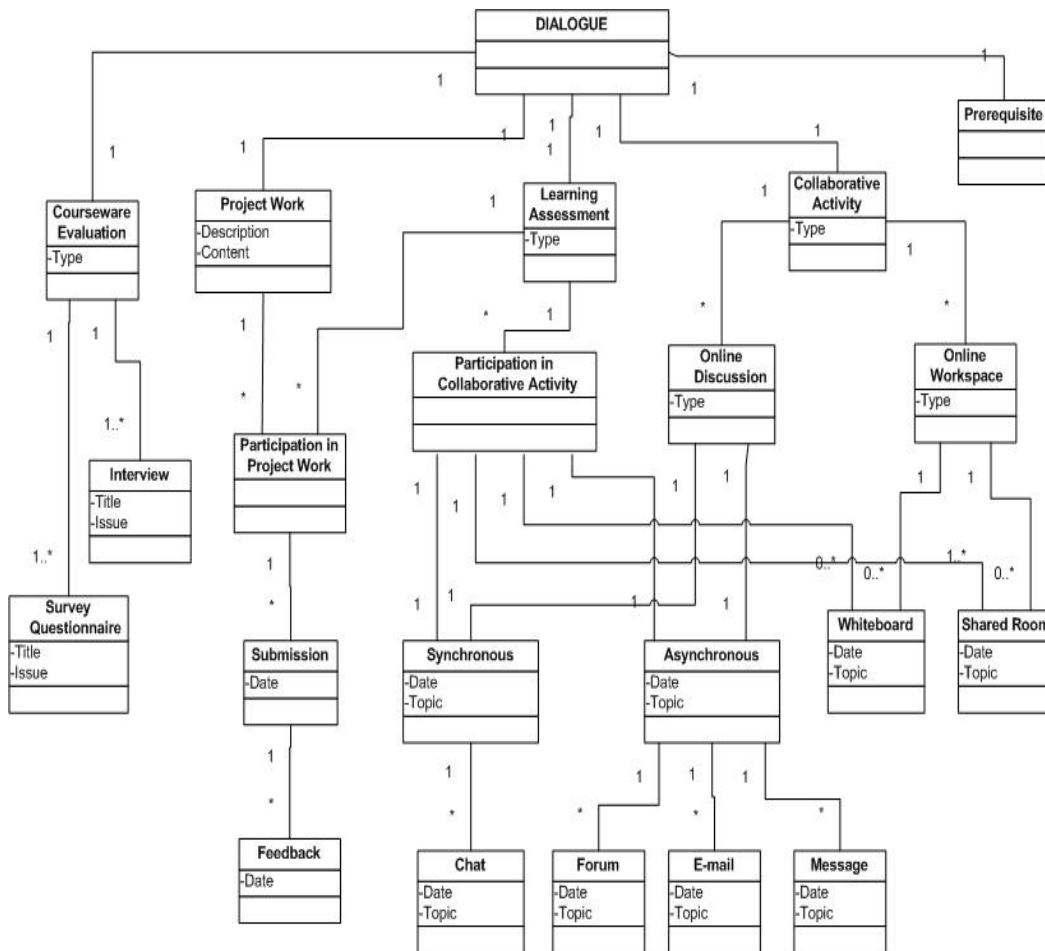 DIALOGUE
1
1
1
1
1
1
1
1
1
1
1
Prerequisite
Courseware
Evaluation
-Type
Project Work
-Description
-Content
Learning
Assessment
-Type
Collaborative
Activity
-Type
1
1
1
1
1
1
1
*
*
*
*
*
1
Participation in
Collaborative Activity
Online
Discussion
-Type
Online
Workspace
-Type
1..*
Interview
-Title
-Issue
Participation in
Project Work
1
1
1
1
1
1
1
1
1..*
1
0..*
0..*
1..*
0..*
*
1
1
1
1
Survey
Questionnaire
-Title
-Issue
Submission
-Date
Synchronous
-Date
-Topic
Asynchronous
-Date
-Topic
Whiteboard
-Date
-Topic
Shared Room
-Date
-Topic
1
1
1
1
1
*
*
*
*
*
Feedback
-Date
Chat
-Date
-Topic
Forum
-Date
-Topic
E-mail
-Date
-Topic
Message
-Date
-Topic